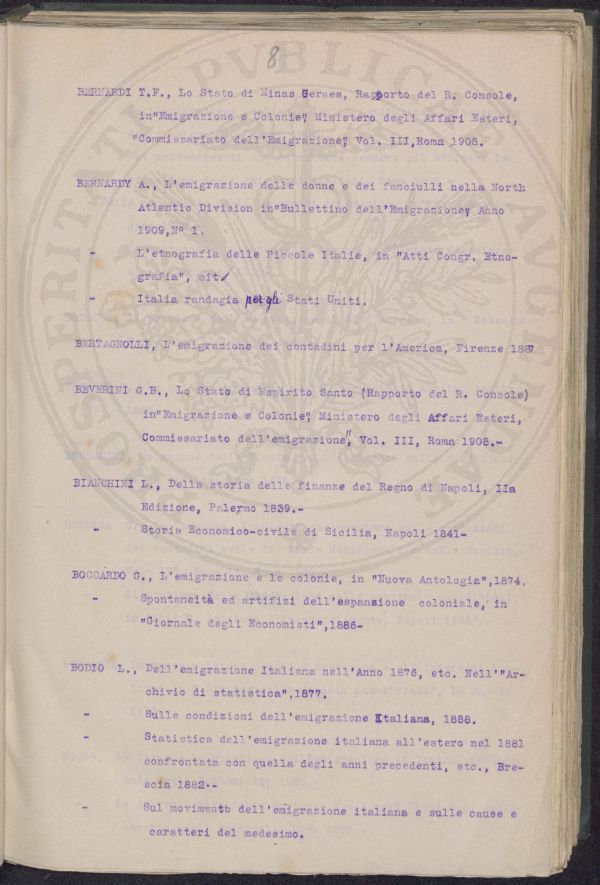 8
BERNARDI T.F., Lo Stato di Minas Geraes, Rapporto del R. Console,
in"Emigrazione e Colonie", Ministero degli Affari Esteri,
"Commissariato dell'Emigrazione", Vol. III,Roma 1908.
BERNARDY A., L'emigrazione delle donne e dei fanciulli nella North
Atlantic Division in"Bullettino dell'Emigrazione", Anno
1909,N° 1.
- L'etnografia delle Piccole Italie, in "Atti Congr. Etno-
grafia", cit.
- Italia randagia per gli Stati Uniti.
BERTAGNOLLI, L'emigrazione dei contadini per l'America, Firenze 1887
BEVERINI G.B., Lo Stato di Espirito Santo (Rapporto del R. Console)
in"Emigrazione e Colonie", Ministero degli Affari Esteri,
Commissariato dell'emigrazione", Vol. III, Roma 1908.-
BIANCHINI L., Della storia delle finanze del Regno di Napoli, IIa
Edizione, Palermo 1839.-
" Storia Economico-civile di Sicilia, Napoli 1841-
BOCCARDO G., L'emigrazione e le colonie, in "Nuova Antologia",1874.
- Spontaneità ed artifizi dell'espansione coloniale, in
"Giornale degli Economisti",1886-
BODIO L., Dell'emigrazione Italiana nell'Anno 1876, etc. Nell'"Ar-
chivio di statistica",1877.
- Sulle condizioni dell'emigrazione Italiana, 1888.
- Statistica dell'emigrazione italiana all'estero nel 1881
confrontata con quella degli anni precedenti, etc., Bre-
scia 1882.-
- Sul movimento dell'emigrazione italiana e sulle cause e
caratteri del medesimo.